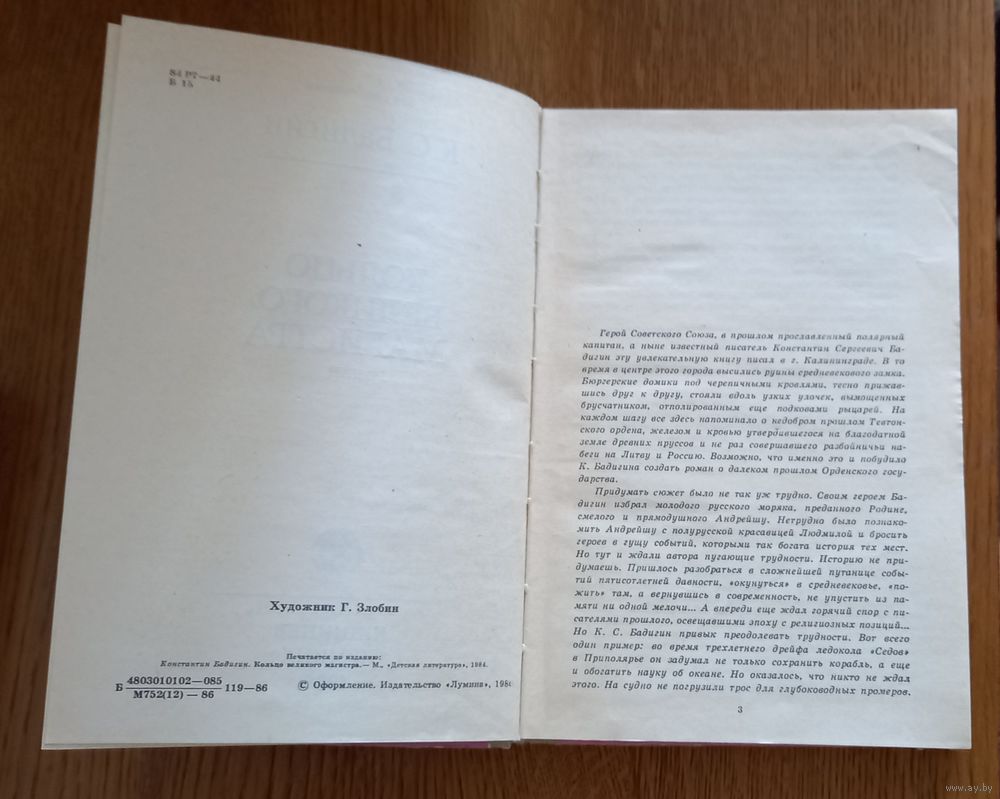 84 Р7—44
Б 15
Художник Г. Злобин
Печатается по изданию:
Константин Бадигин. Кольцо великого магистра.— М., «Детская литература», 1984.
Б 4803010102—085 119—86
М752(12) — 86
© Оформление. Издательство «Лумина», 1986
Герой Советского Союза, в прошлом прославленный полярный
капитан, а ныне известный писатель Константин Сергеевич Ба-
дигин эту увлекательную книгу писал в г. Калининграде. В то
время в центре этого города высились руины средневекового замка.
Бюргерские домики под черепичными кровлями, тесно прижав-
шись друг к другу, стояли вдоль узких улочек, вымощенных
брусчатником, отполированным еще подковами рыцарей. На
каждом шагу все здесь напоминало о недобром прошлом Тевтон-
ского ордена, железом и кровью утвердившегося на благодатной
земле древних пруссов и не раз совершавшего разбойничьи на-
беги на Литву и Россию. Возможно, что именно это и побудило
К. Бадигина создать роман о далеком прошлом Орденского госу-
дарства.
Придумать сюжет было не так уж трудно. Своим героем Ба-
дигин избрал молодого русского моряка, преданного Родине,
смелого и прямодушного Андрейшу. Нетрудно было познако-
мить Андрейшу с полурусской красавицей Людмилой и бросить
героев в гущу событий, которыми так богата история тех мест.
Но тут и ждали автора пугающие трудности. Историю не при-
думаешь. Пришлось разобраться в сложнейшей путанице собы-
тий пятисотлетней давности, «окунуться» в средневековье, «по-
жить» там, а вернувшись в современность, не упустить из па-
мяти ни одной мелочи... А впереди еще ждал горячий спор с пи-
сателями прошлого, освещавшими эпоху с религиозных позиций...
Но К. С. Бадигин привык преодолевать трудности. Вот всего
один пример: во время трехлетнего дрейфа ледокола «Седов»
в Приполярье он задумал не только сохранить корабль, а еще
и обогатить науку об океане. Но оказалось, что никто не ждал
этого. На судно не погрузили трос для глубоководных промеров.
3
www.ay.by